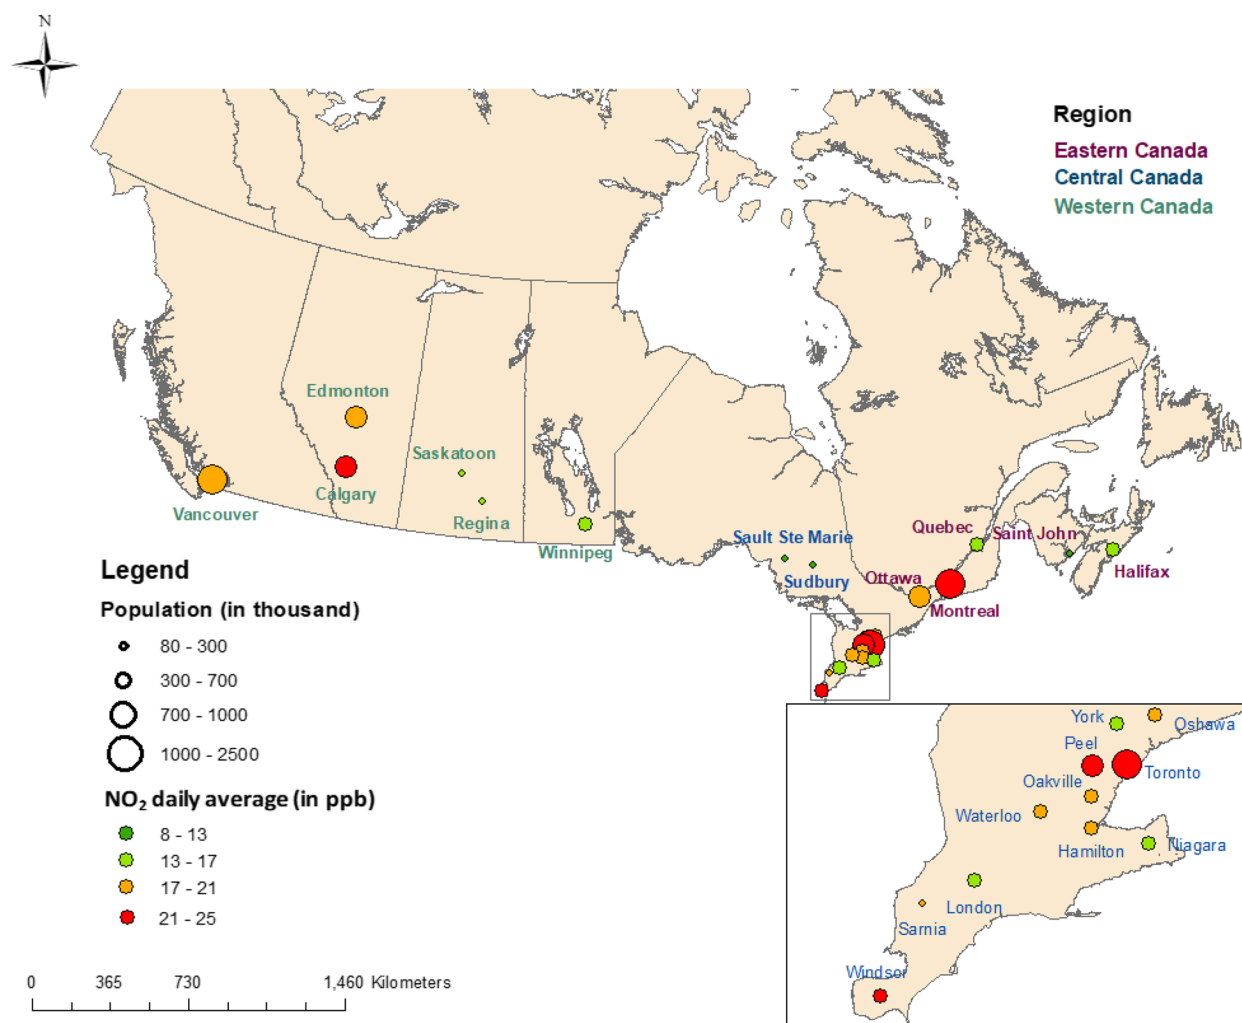 N
Region
Eastern Canada
Central Canada
Western Canada
Edmonton
Saskatoon
Calgary
Regina
Vancouver
Winnipeg
Quebec
Saint John
Sault Ste Marie
Sudbury
Ottawa
Halifax
Montreal
Legend
Population (in thousand)
80 - 300
300 - 700
700 - 1000
1000 - 2500
NO₂ daily average (in ppb)
8 - 13
13 - 17
17 - 21
21 - 25
0 365 730 1,460 Kilometers
York
Oshawa
Peel
Toronto
Oakville
Waterloo
Hamilton
Niagara
London
Sarnia
Windsor